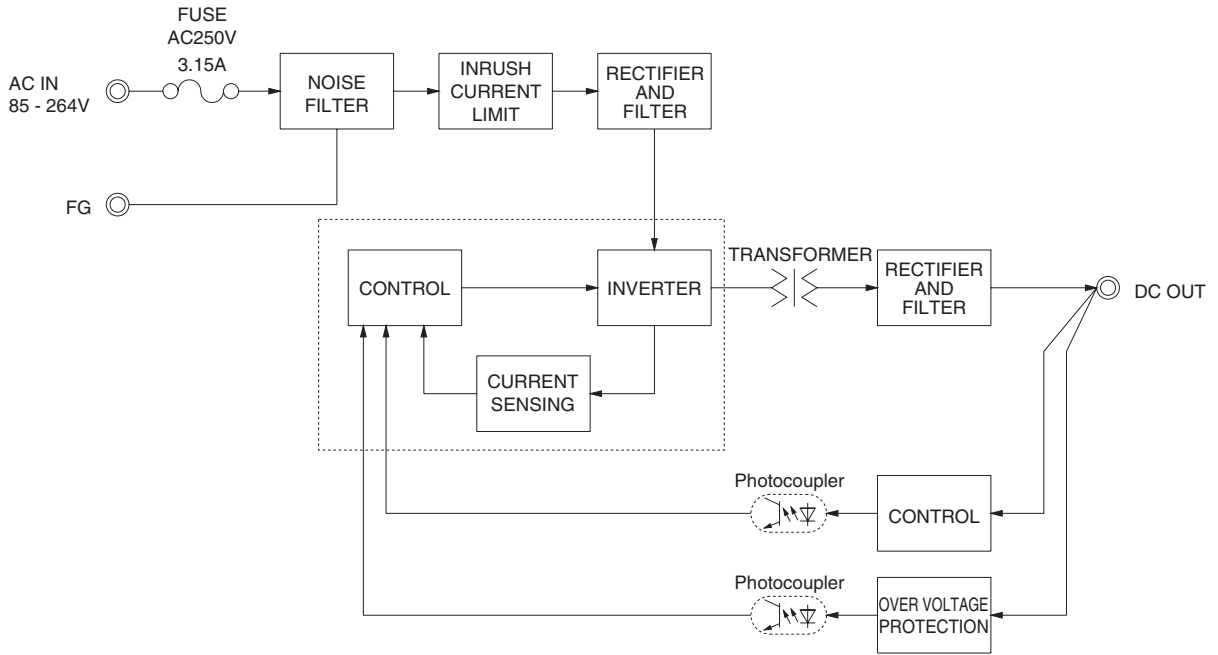 FUSE
AC250V
3.15A
AC IN
85 - 264V
NOISE
FILTER
INRUSH
CURRENT
LIMIT
RECTIFIER
AND
FILTER
FG
CONTROL
INVERTER
TRANSFORMER
RECTIFIER
AND
FILTER
DC OUT
CURRENT
SENSING
Photocoupler
CONTROL
Photocoupler
OVER VOLTAGE
PROTECTION